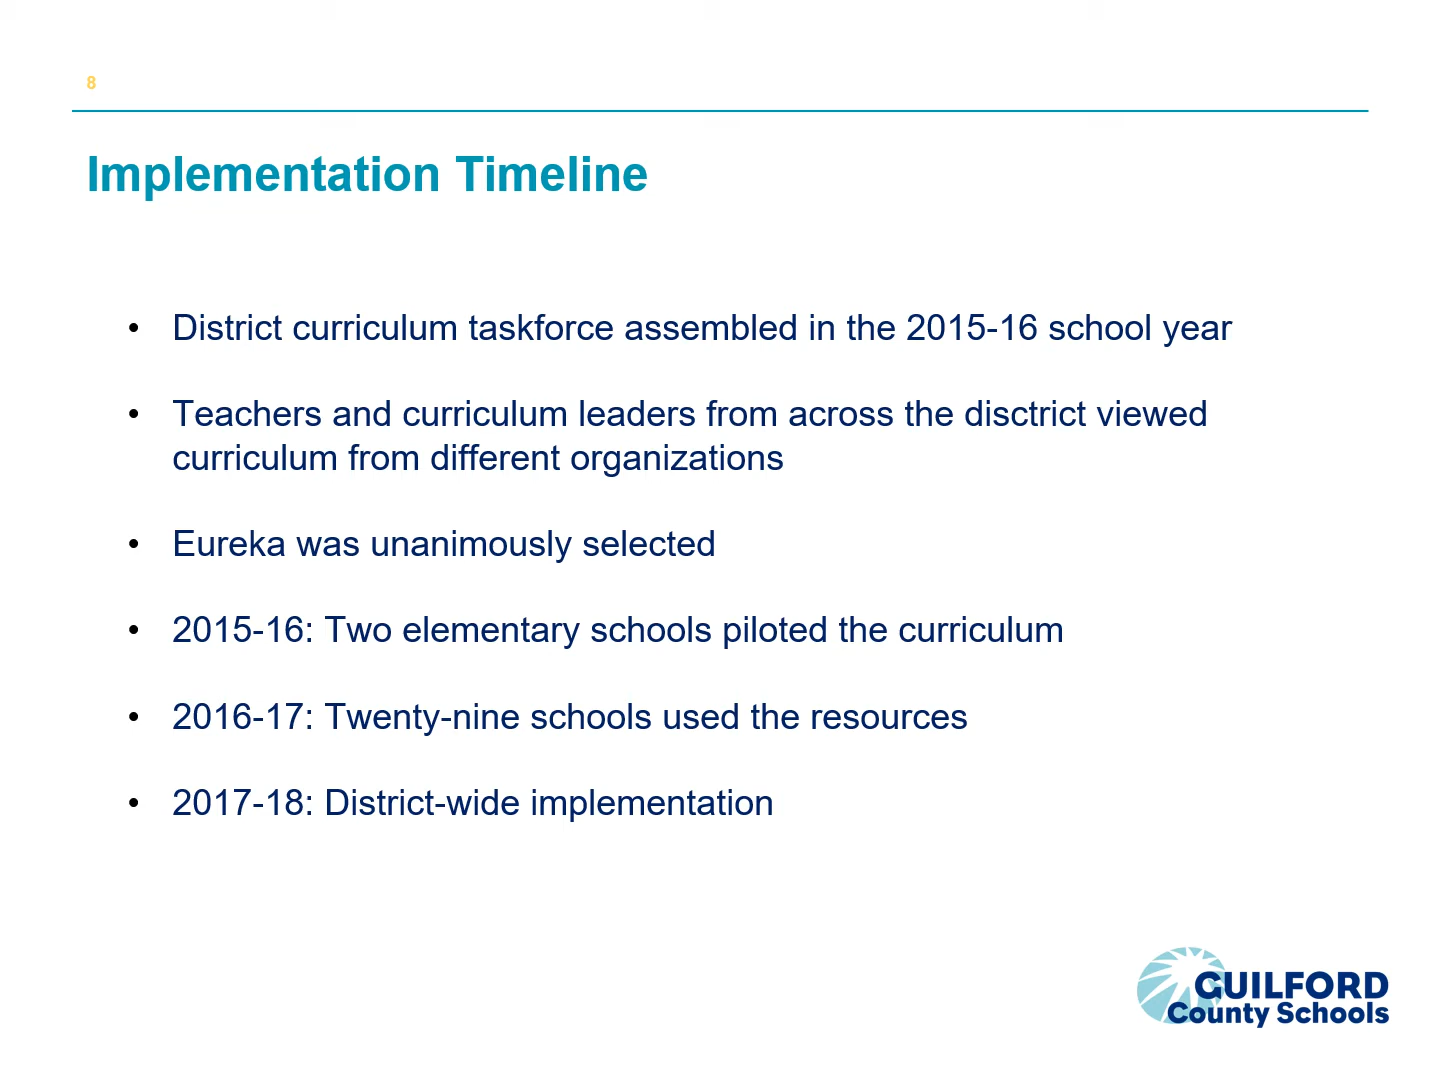 8
Implementation Timeline
• District curriculum taskforce assembled in the 2015-16 school year
• Teachers and curriculum leaders from across the disctrict viewed
curriculum from different organizations
• Eureka was unanimously selected
• 2015-16: Two elementary schools piloted the curriculum
• 2016-17: Twenty-nine schools used the resources
• 2017-18: District-wide implementation
GUILFORD
County Schools